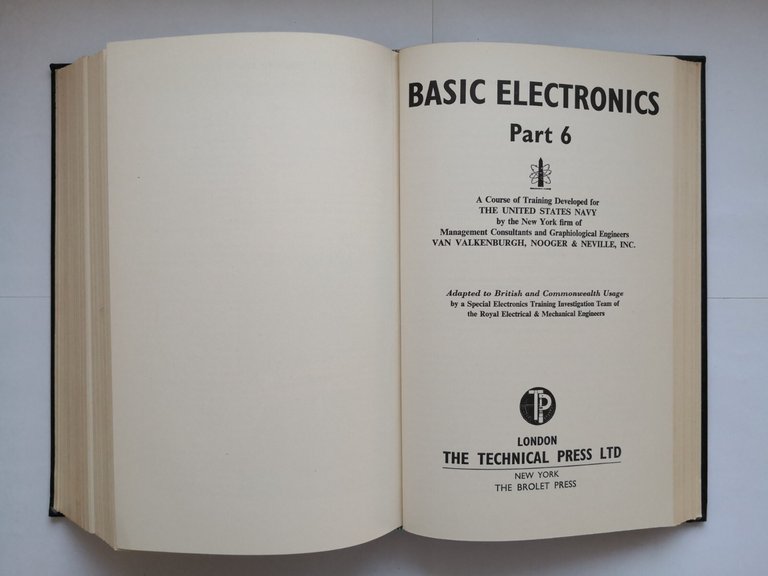 BASIC ELECTRONICS
Part 6
A Course of Training Developed for
THE UNITED STATES NAVY
by the New York firm of
Management Consultants and Graphiological Engineers
VAN VALKENBURGH, NOOGER & NEVILLE, INC.
Adapted to British and Commonwealth Usage
by a Special Electronics Training Investigation Team of
the Royal Electrical & Mechanical Engineers
TP
LONDON
THE TECHNICAL PRESS LTD
NEW YORK
THE BROLET PRESS